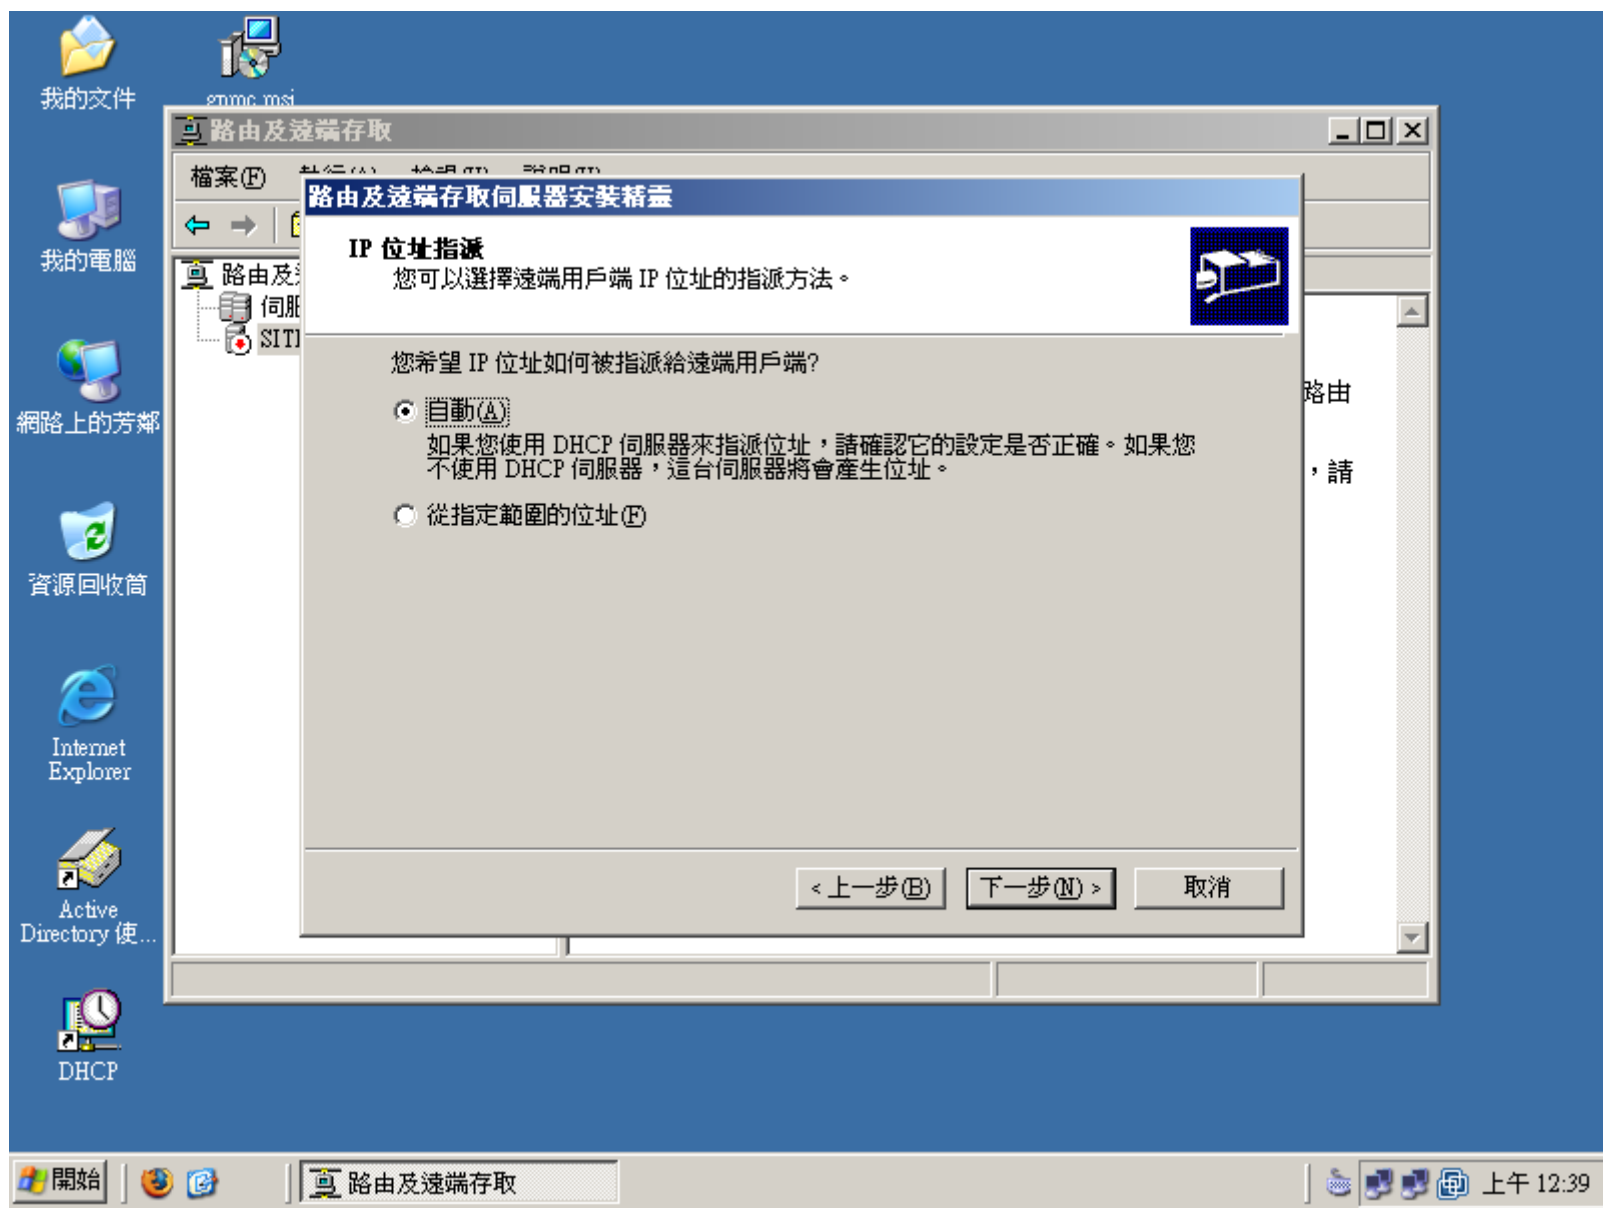 我的文件
gpmc.msi
我的電腦
網路上的芳鄰
資源回收筒
Internet
Explorer
Active
Directory 使...
DHCP
路由及遠端存取
檔案(F)
路由及遠端存取伺服器安裝精靈
IP 位址指派
您可以選擇遠端用戶端 IP 位址的指派方法。
路由及
伺服
您希望 IP 位址如何被指派給遠端用戶端?
自動(A)
如果您使用 DHCP 伺服器來指派位址，請確認它的設定是否正確。如果您
不使用 DHCP 伺服器，這台伺服器將會產生位址。
從指定範圍的位址(F)
路由
，請
< 上一步(B)
下一步(N) >
取消
開始
路由及遠端存取
上午 12:39